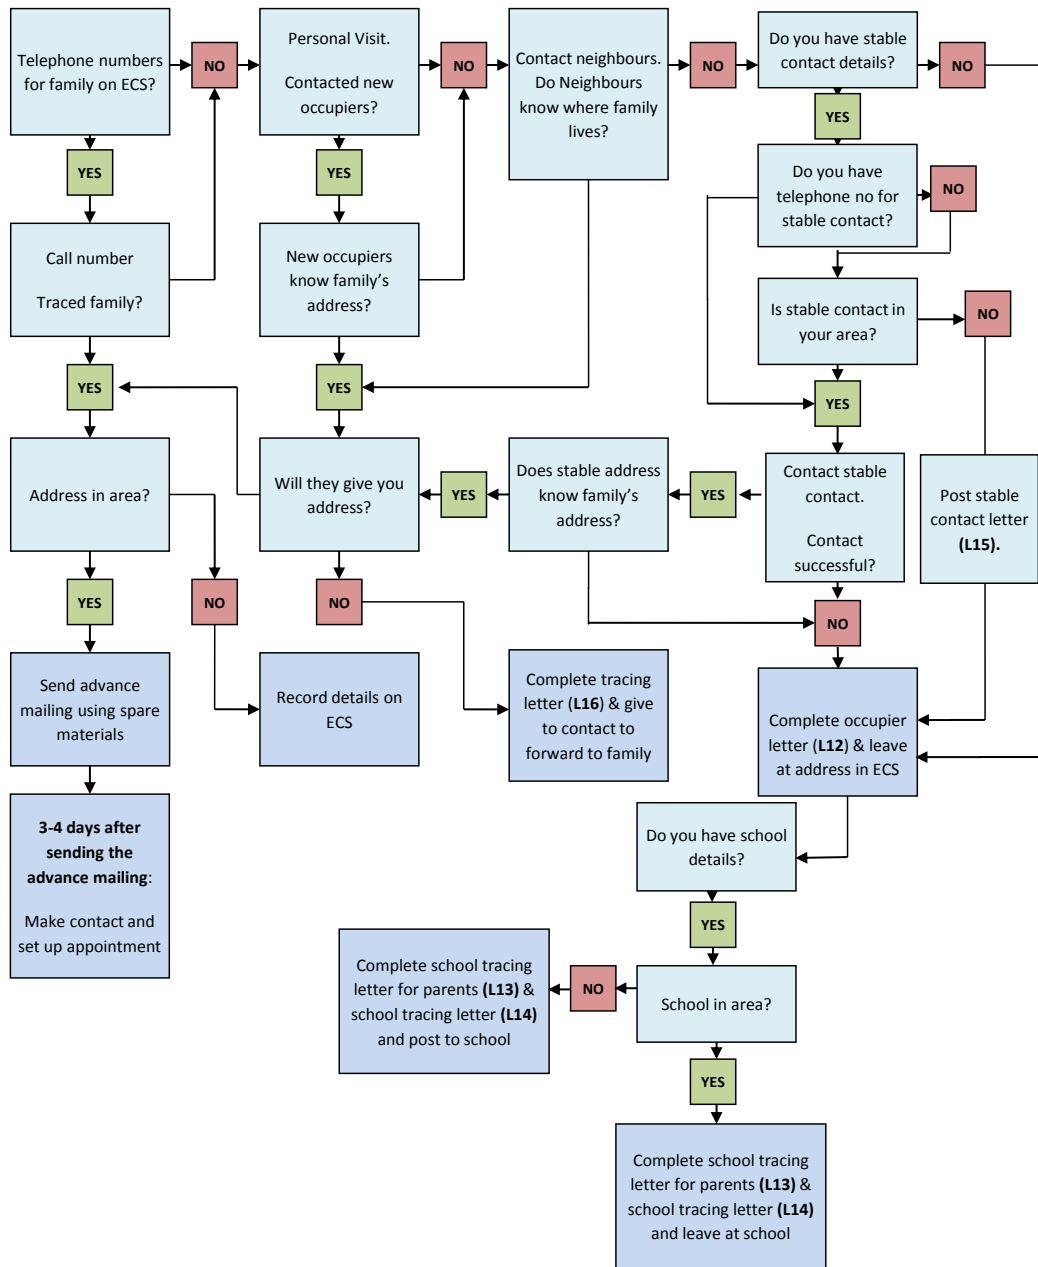 Telephone numbers
for family on ECS?
NO
Personal Visit.
Contacted new
occupiers?
NO
Contact neighbours.
Do Neighbours
know where family
lives?
NO
Do you have stable
contact details?
NO
YES
YES
YES
Do you have
telephone no for
stable contact?
NO
Call number
Traced family?
New occupiers
know family’s
address?
Is stable contact in
your area?
NO
YES
YES
YES
Address in area?
Will they give you
address?
YES
Does stable address
know family’s
address?
YES
Contact stable
contact.
Contact
successful?
Post stable
contact letter
(L15).
YES
NO
NO
NO
Send advance
mailing using spare
materials
Record details on
ECS
Complete tracing
letter (L16) & give
to contact to
forward to family
Complete occupier
letter (L12) & leave
at address in ECS
3-4 days after
sending the
advance mailing:
Make contact and
set up appointment
Do you have school
details?
YES
Complete school tracing
letter for parents (L13) &
school tracing letter (L14)
and post to school
NO
School in area?
YES
Complete school tracing
letter for parents (L13) &
school tracing letter (L14)
and leave at school